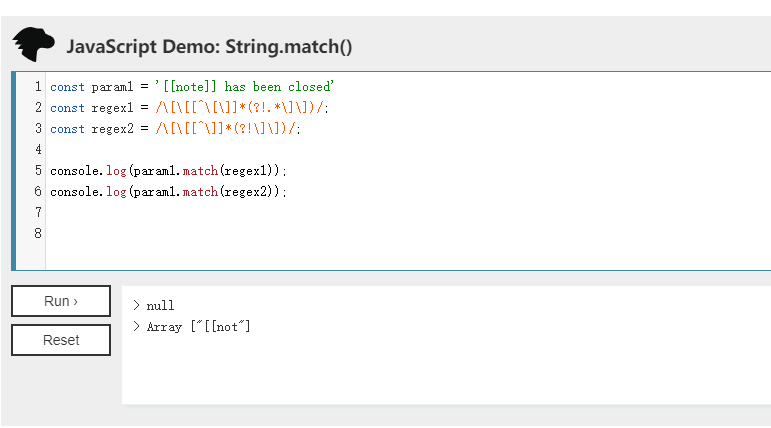 JavaScript Demo: String.match()
1 const param1 = '[[note]] has been closed'
2 const regex1 = /\[\[[^\[\]]*(?!.*\]\])/;
3 const regex2 = /\[\[[^\]]*(?!\]\])/;
4
5 console.log(param1.match(regex1));
6 console.log(param1.match(regex2));
7
8
Run ›
> null
> Array ["[[not"]
Reset